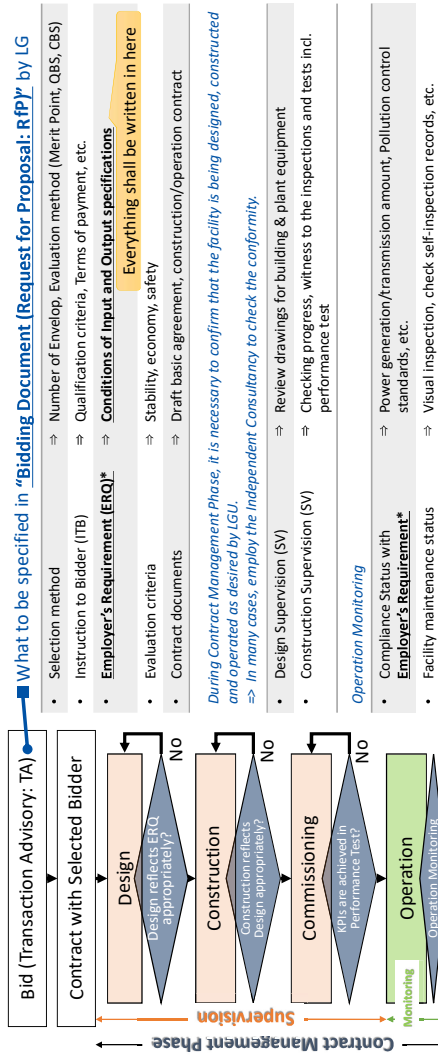 Bid (Transaction Advisory: TA)
Contract with Selected Bidder
Design
Design reflects ERQ
appropriately?
No
Construction
Construction reflects
Design appropriately?
No
Commissioning
KPIs are achieved in
Performance Test?
No
Operation
Operation Monitoring
Supervision
Monitoring
Contract Management Phase
What to be specified in “Bidding Document (Request for Proposal: RfP)” by LG
• Selection method ⇒ Number of Envelop, Evaluation method (Merit Point, QBS, CBS)
• Instruction to Bidder (ITB) ⇒ Qualification criteria, Terms of payment, etc.
• Employer’s Requirement (ERQ)* ⇒ Conditions of Input and Output specifications
Everything shall be written in here
• Evaluation criteria ⇒ Stability, economy, safety
• Contract documents ⇒ Draft basic agreement, construction/operation contract
During Contract Management Phase, it is necessary to confirm that the facility is being designed, constructed
and operated as desired by LGU.
=> In many cases, employ the Independent Consultancy to check the conformity.
• Design Supervision (SV) ⇒ Review drawings for building & plant equipment
• Construction Supervision (SV) ⇒ Checking progress, witness to the inspections and tests incl.
performance test
Operation Monitoring
• Compliance Status with ⇒ Power generation/transmission amount, Pollution control
Employer’s Requirement* standards, etc.
• Facility maintenance status ⇒ Visual inspection, check self-inspection records, etc.